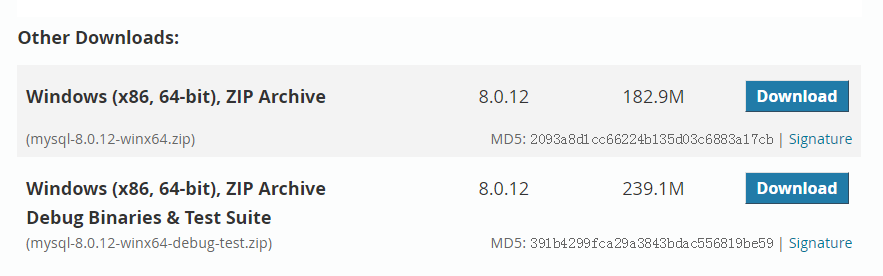 Other Downloads:
Windows (x86, 64-bit), ZIP Archive 8.0.12 182.9M Download
(mysql-8.0.12-winx64.zip) MD5: 2093a8d1cc66224b135d03c6883a17cb | Signature
Windows (x86, 64-bit), ZIP Archive 8.0.12 239.1M Download
Debug Binaries & Test Suite
(mysql-8.0.12-winx64-debug-test.zip) MD5: 391b4299fca29a3843bdac556819be59 | Signature